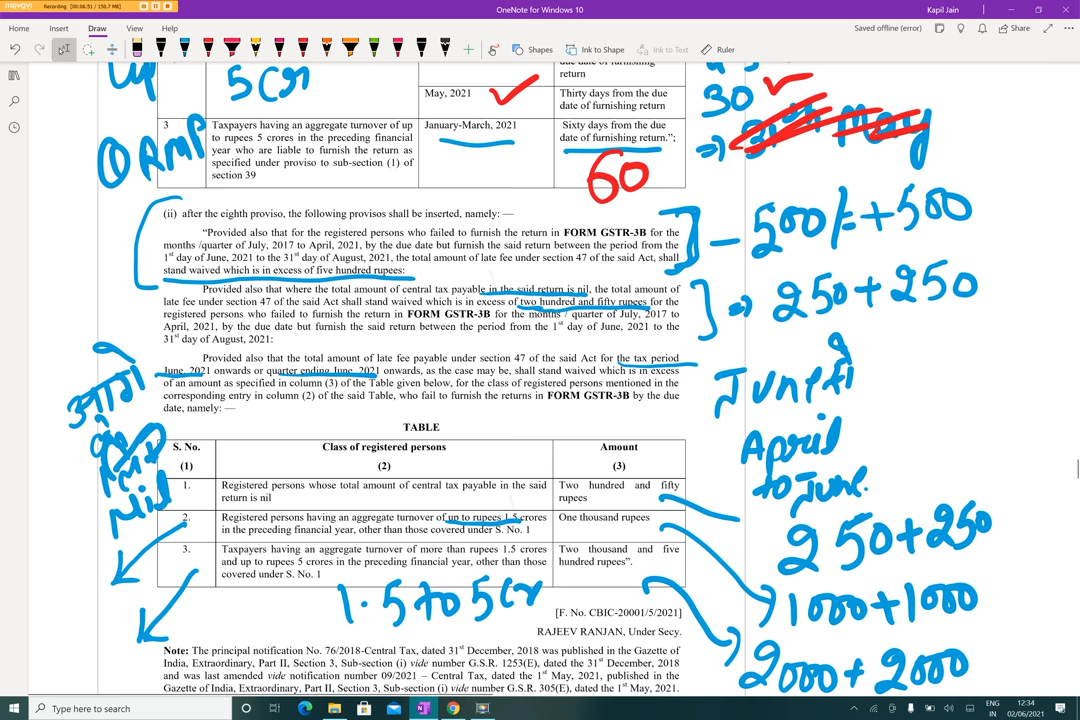 movavi Recording (00:06:51 / 150.7 MB)
OneNote for Windows 10
Kapil Jain
Home Insert Draw View Help
Saved offline (error) Share
Shapes Ink to Shape Ink to Text Ruler
up
5 Cr
due date of furnishing
return
May, 2021 Thirty days from the due
date of furnishing return
30
QRMP
3 Taxpayers having an aggregate turnover of up
to rupees 5 crores in the preceding financial
year who are liable to furnish the return as
specified under proviso to sub-section (1) of
section 39
January-March, 2021
Sixty days from the due
date of furnishing return.";
60
⇒ May
(ii) after the eighth proviso, the following provisos shall be inserted, namely: —
"Provided also that for the registered persons who failed to furnish the return in FORM GSTR-3B for the
months /quarter of July, 2017 to April, 2021, by the due date but furnish the said return between the period from the
1st day of June, 2021 to the 31st day of August, 2021, the total amount of late fee under section 47 of the said Act, shall
stand waived which is in excess of five hundred rupees:
— 500/- + 500
Provided also that where the total amount of central tax payable in the said return is nil, the total amount of
late fee under section 47 of the said Act shall stand waived which is in excess of two hundred and fifty rupees for the
registered persons who failed to furnish the return in FORM GSTR-3B for the months / quarter of July, 2017 to
April, 2021, by the due date but furnish the said return between the period from the 1st day of June, 2021 to the
31st day of August, 2021:
⇒ 250+250
Provided also that the total amount of late fee payable under section 47 of the said Act for the tax period
June, 2021 onwards or quarter ending June, 2021 onwards, as the case may be, shall stand waived which is in excess
of an amount as specified in column (3) of the Table given below, for the class of registered persons mentioned in the
corresponding entry in column (2) of the said Table, who fail to furnish the returns in FORM GSTR-3B by the due
date, namely: —
आगे
Nil
June
April
to June.
TABLE
S. No. Class of registered persons Amount
(1) (2) (3)
1. Registered persons whose total amount of central tax payable in the said
return is nil
Two hundred and fifty
rupees
2. Registered persons having an aggregate turnover of up to rupees 1.5 crores
in the preceding financial year, other than those covered under S. No. 1
One thousand rupees
3. Taxpayers having an aggregate turnover of more than rupees 1.5 crores
and up to rupees 5 crores in the preceding financial year, other than those
covered under S. No. 1
Two thousand and five
hundred rupees".
250+250
1000+1000
2000+2000
1.5 to 5 Cr
[F. No. CBIC-20001/5/2021]
RAJEEV RANJAN, Under Secy.
Note: The principal notification No. 76/2018-Central Tax, dated 31st December, 2018 was published in the Gazette of
India, Extraordinary, Part II, Section 3, Sub-section (i) vide number G.S.R. 1253(E), dated the 31st December, 2018
and was last amended vide notification number 09/2021 – Central Tax, dated the 1st May, 2021, published in the
Gazette of India, Extraordinary, Part II, Section 3, Sub-section (i) vide number G.S.R. 305(E), dated the 1st May, 2021.
Type here to search
ENG
IN
12:34
02/06/2021